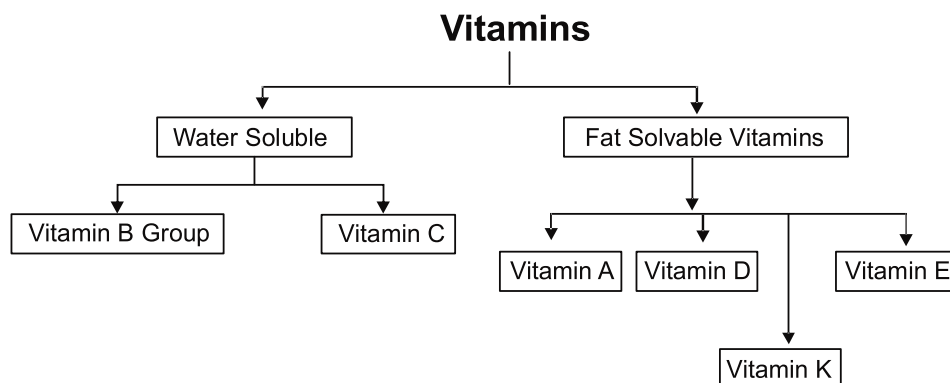 Vitamins
Water Soluble
Fat Solvable Vitamins
Vitamin B Group
Vitamin C
Vitamin A
Vitamin D
Vitamin E
Vitamin K